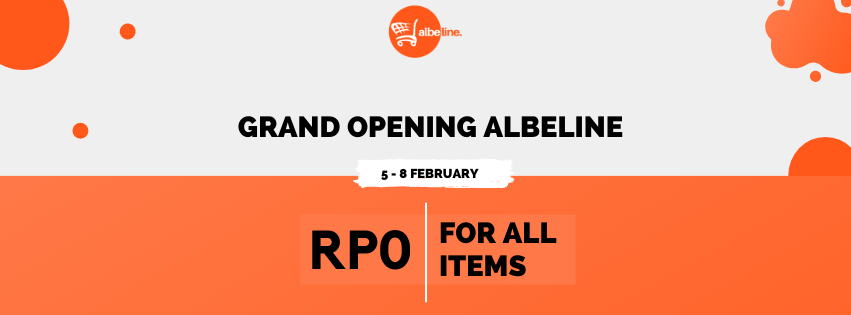 albeline.
GRAND OPENING ALBELINE
5 - 8 FEBRUARY
RP0
FOR ALL
ITEMS